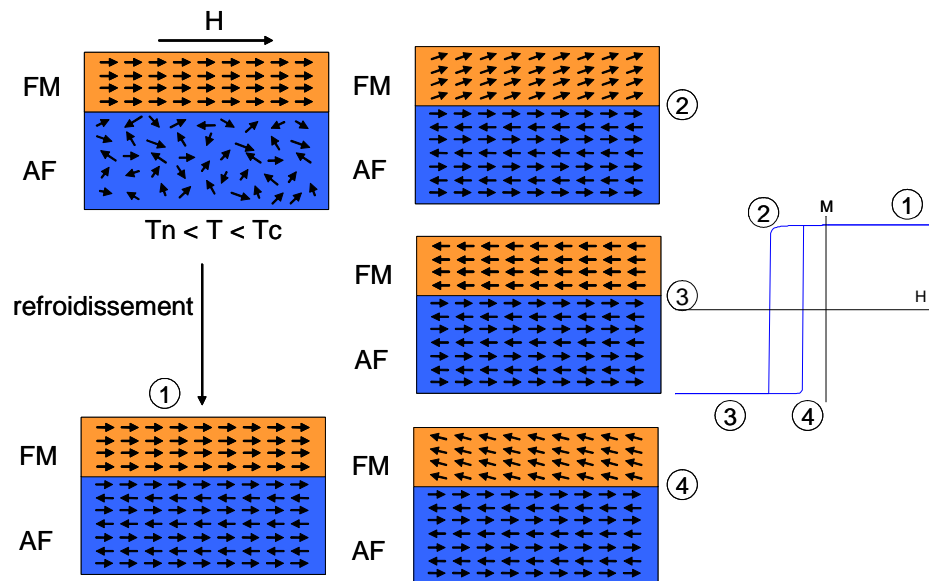 H
FM
AF
Tn < T < Tc
refroidissement
①
FM
AF
FM
②
AF
FM
③
AF
FM
④
AF
M
①
②
H
③
④